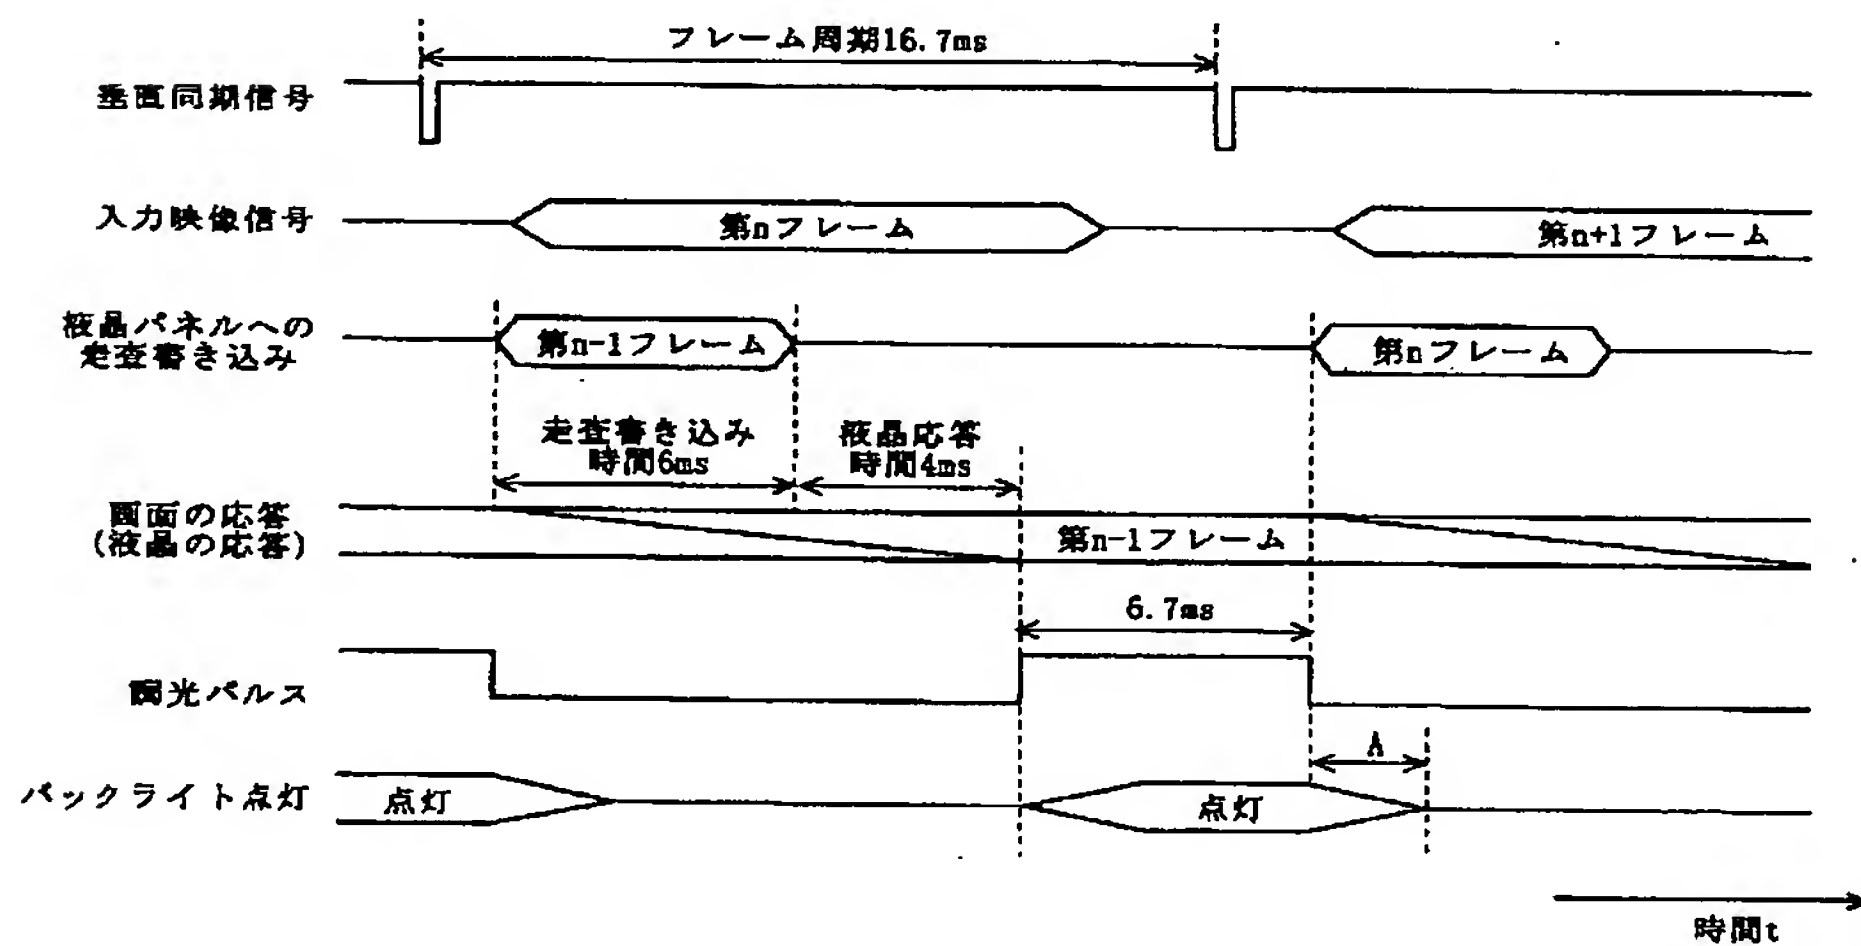 フレーム周期16.7ms
垂直同期信号
入力映像信号
第nフレーム
第n+1フレーム
液晶パネルへの
走査書き込み
第n-1フレーム
第nフレーム
走査書き込み
時間6ms
液晶応答
時間4ms
画面の応答
(液晶の応答)
第n-1フレーム
6.7ms
調光パルス
A
バックライト点灯
点灯
点灯
時間t